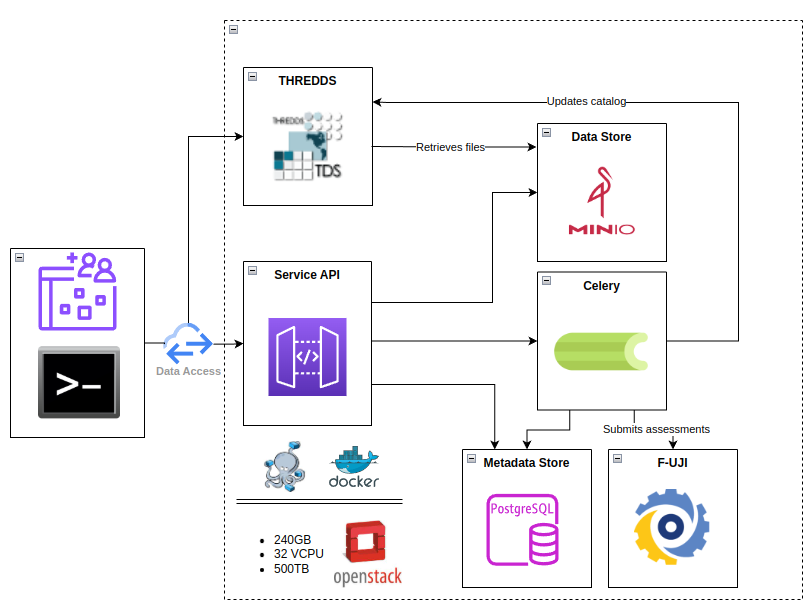 THREDDS
THREDDS
TDS
Updates catalog
Retrieves files
Data Store
MINIO
Service API
</>
Celery
>-
Data Access
Submits assessments
Metadata Store
PostgreSQL
F-UJI
docker
240GB
32 VCPU
500TB
openstack